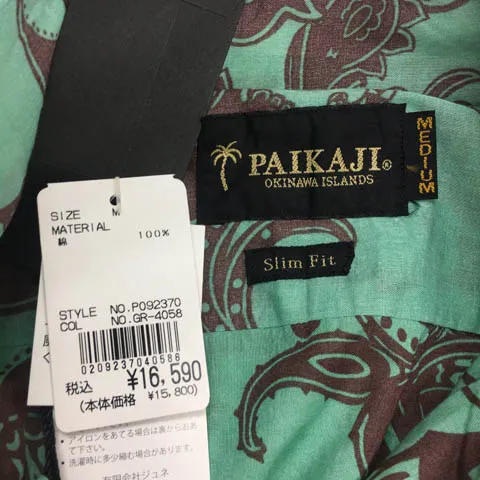 PAIKAJI®
OKINAWA ISLANDS
MEDIUM
Slim Fit
SIZE M
MATERIAL
綿 100%
STYLE NO.P092370
COL NO.GR-4058
0209237040586
税込 ¥16,590
(本体価格 ¥15,800)
・アイロンをあてる場合は裏からあ
て下さい。
・洗濯時に多少縮む場合があります。
有限会社ジュネ